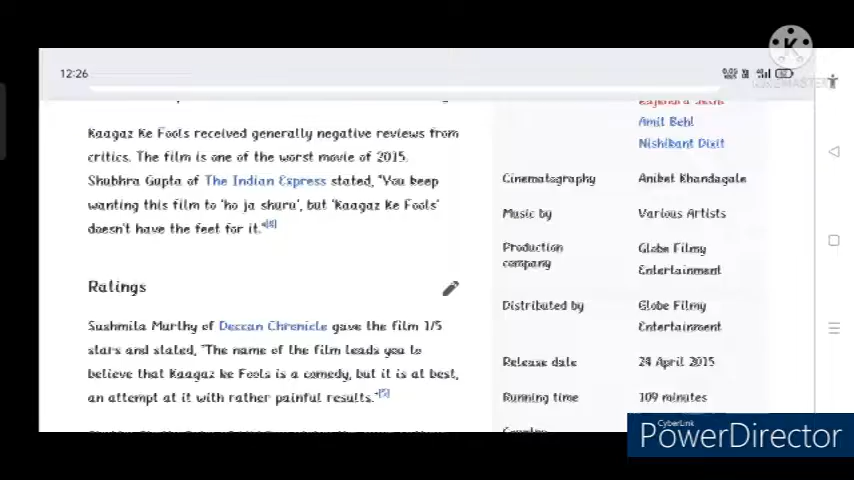 12:26
Kaagaz Ke Fools received generally negative reviews from
critics. The film is one of the worst movie of 2015.
Shubhra Gupta of The Indian Express stated, "You keep
wanting this film to 'ho ja shuru', but 'Kaagaz Ke Fools'
doesn't have the feet for it."[4]
Ratings
Sushmila Murthy of Deccan Chronicle gave the film 1/5
stars and stated, "The name of the film leads you to
believe that Kaagaz ke Fools is a comedy, but it is at best,
an attempt at it with rather painful results."[5]
Amit Behl
Nishikant Dixit
Cinematography Aniket Khandagale
Music by Various Artists
Production company Globe Filmy Entertainment
Distributed by Globe Filmy Entertainment
Release date 24 April 2015
Running time 109 minutes
Country
KINEMASTER
CyberLink
PowerDirector